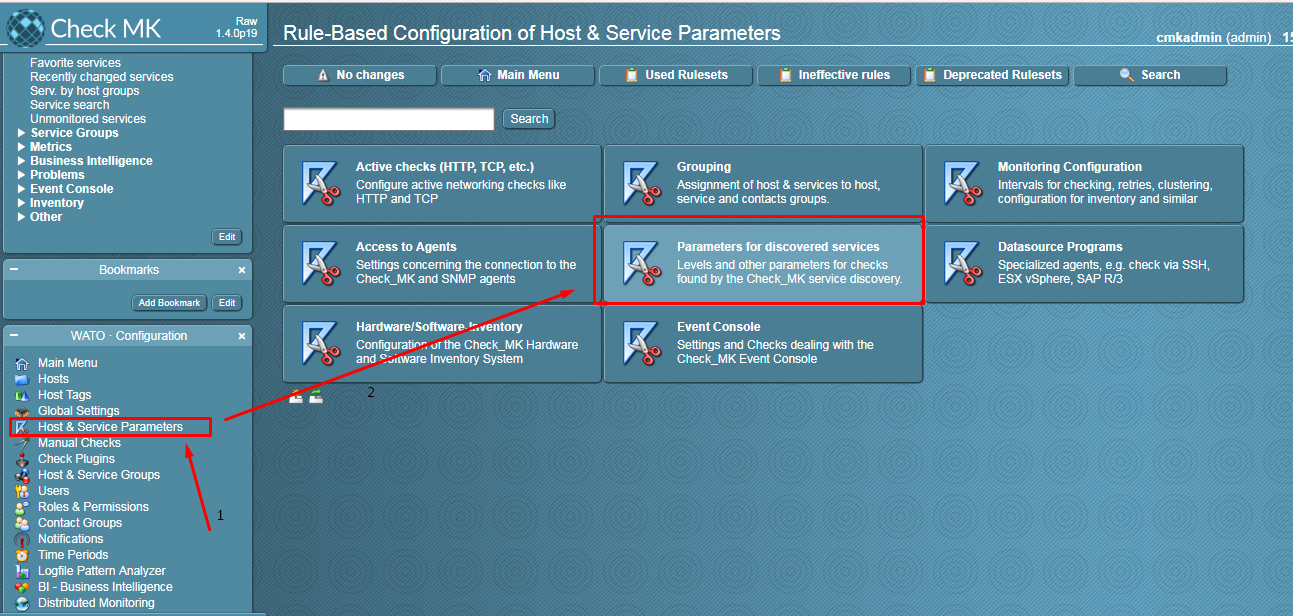 Check MK
Raw
1.4.0p19
Rule-Based Configuration of Host & Service Parameters
cmkadmin (admin)
Favorite services
Recently changed services
Serv. by host groups
Service search
Unmonitored services
Service Groups
Metrics
Business Intelligence
Problems
Event Console
Inventory
Other
Edit
Bookmarks
Add Bookmark Edit
WATO · Configuration
Main Menu
Hosts
Host Tags
Global Settings
Host & Service Parameters
Manual Checks
Check Plugins
Host & Service Groups
Users
Roles & Permissions
Contact Groups
Notifications
Time Periods
Logfile Pattern Analyzer
BI - Business Intelligence
Distributed Monitoring
1
No changes Main Menu Used Rulesets Ineffective rules Deprecated Rulesets Search
Search
Active checks (HTTP, TCP, etc.)
Configure active networking checks like
HTTP and TCP
Grouping
Assignment of host & services to host,
service and contacts groups.
Monitoring Configuration
Intervals for checking, retries, clustering,
configuration for inventory and similar
Access to Agents
Settings concerning the connection to the
Check_MK and SNMP agents
Parameters for discovered services
Levels and other parameters for checks
found by the Check_MK service discovery.
Datasource Programs
Specialized agents, e.g. check via SSH,
ESX vSphere, SAP R/3
Hardware/Software Inventory
Configuration of the Check_MK Hardware
and Software Inventory System
Event Console
Settings and Checks dealing with the
Check_MK Event Console
2